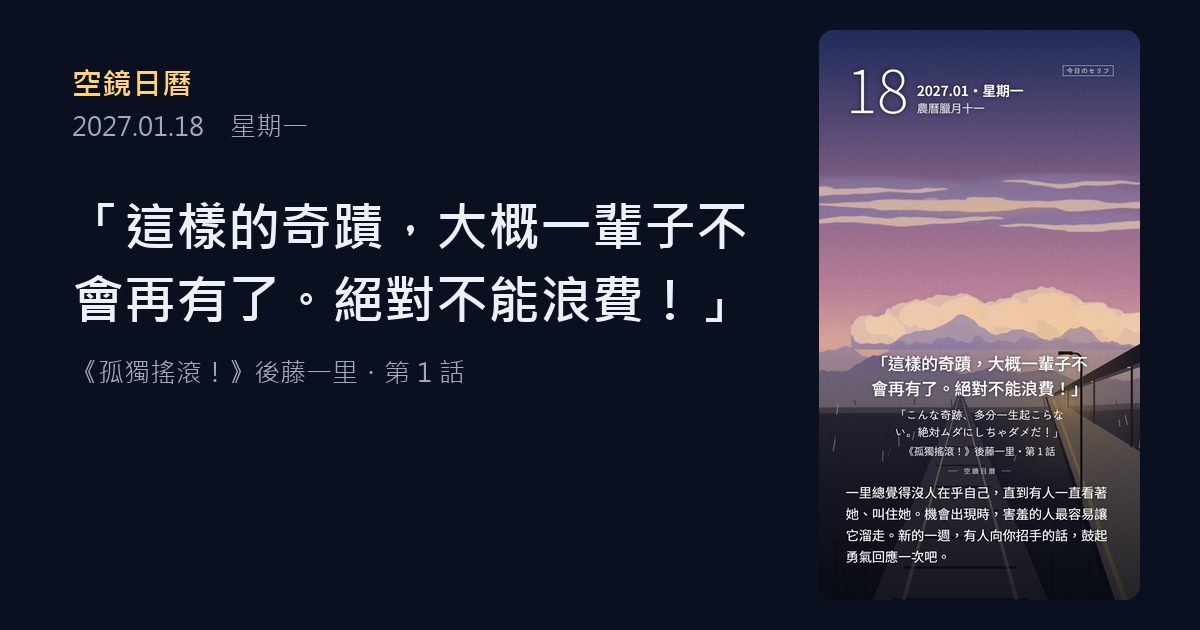 空鏡日曆
2027.01.18 星期一
「這樣的奇蹟，大概一輩子不
會再有了。絕對不能浪費！」
《孤獨搖滾！》後藤一里・第 1 話
18
2027.01・星期一
農曆臘月十一
今日のセリフ
「這樣的奇蹟，大概一輩子不
會再有了。絕對不能浪費！」
「こんな奇跡、多分一生起こらな
い。絶対ムダにしちゃダメだ！」
《孤獨搖滾！》後藤一里・第 1 話
— 空鏡日曆 —
一里總覺得沒人在乎自己，直到有人一直看著
她、叫住她。機會出現時，害羞的人最容易讓
它溜走。新的一週，有人向你招手的話，鼓起
勇氣回應一次吧。